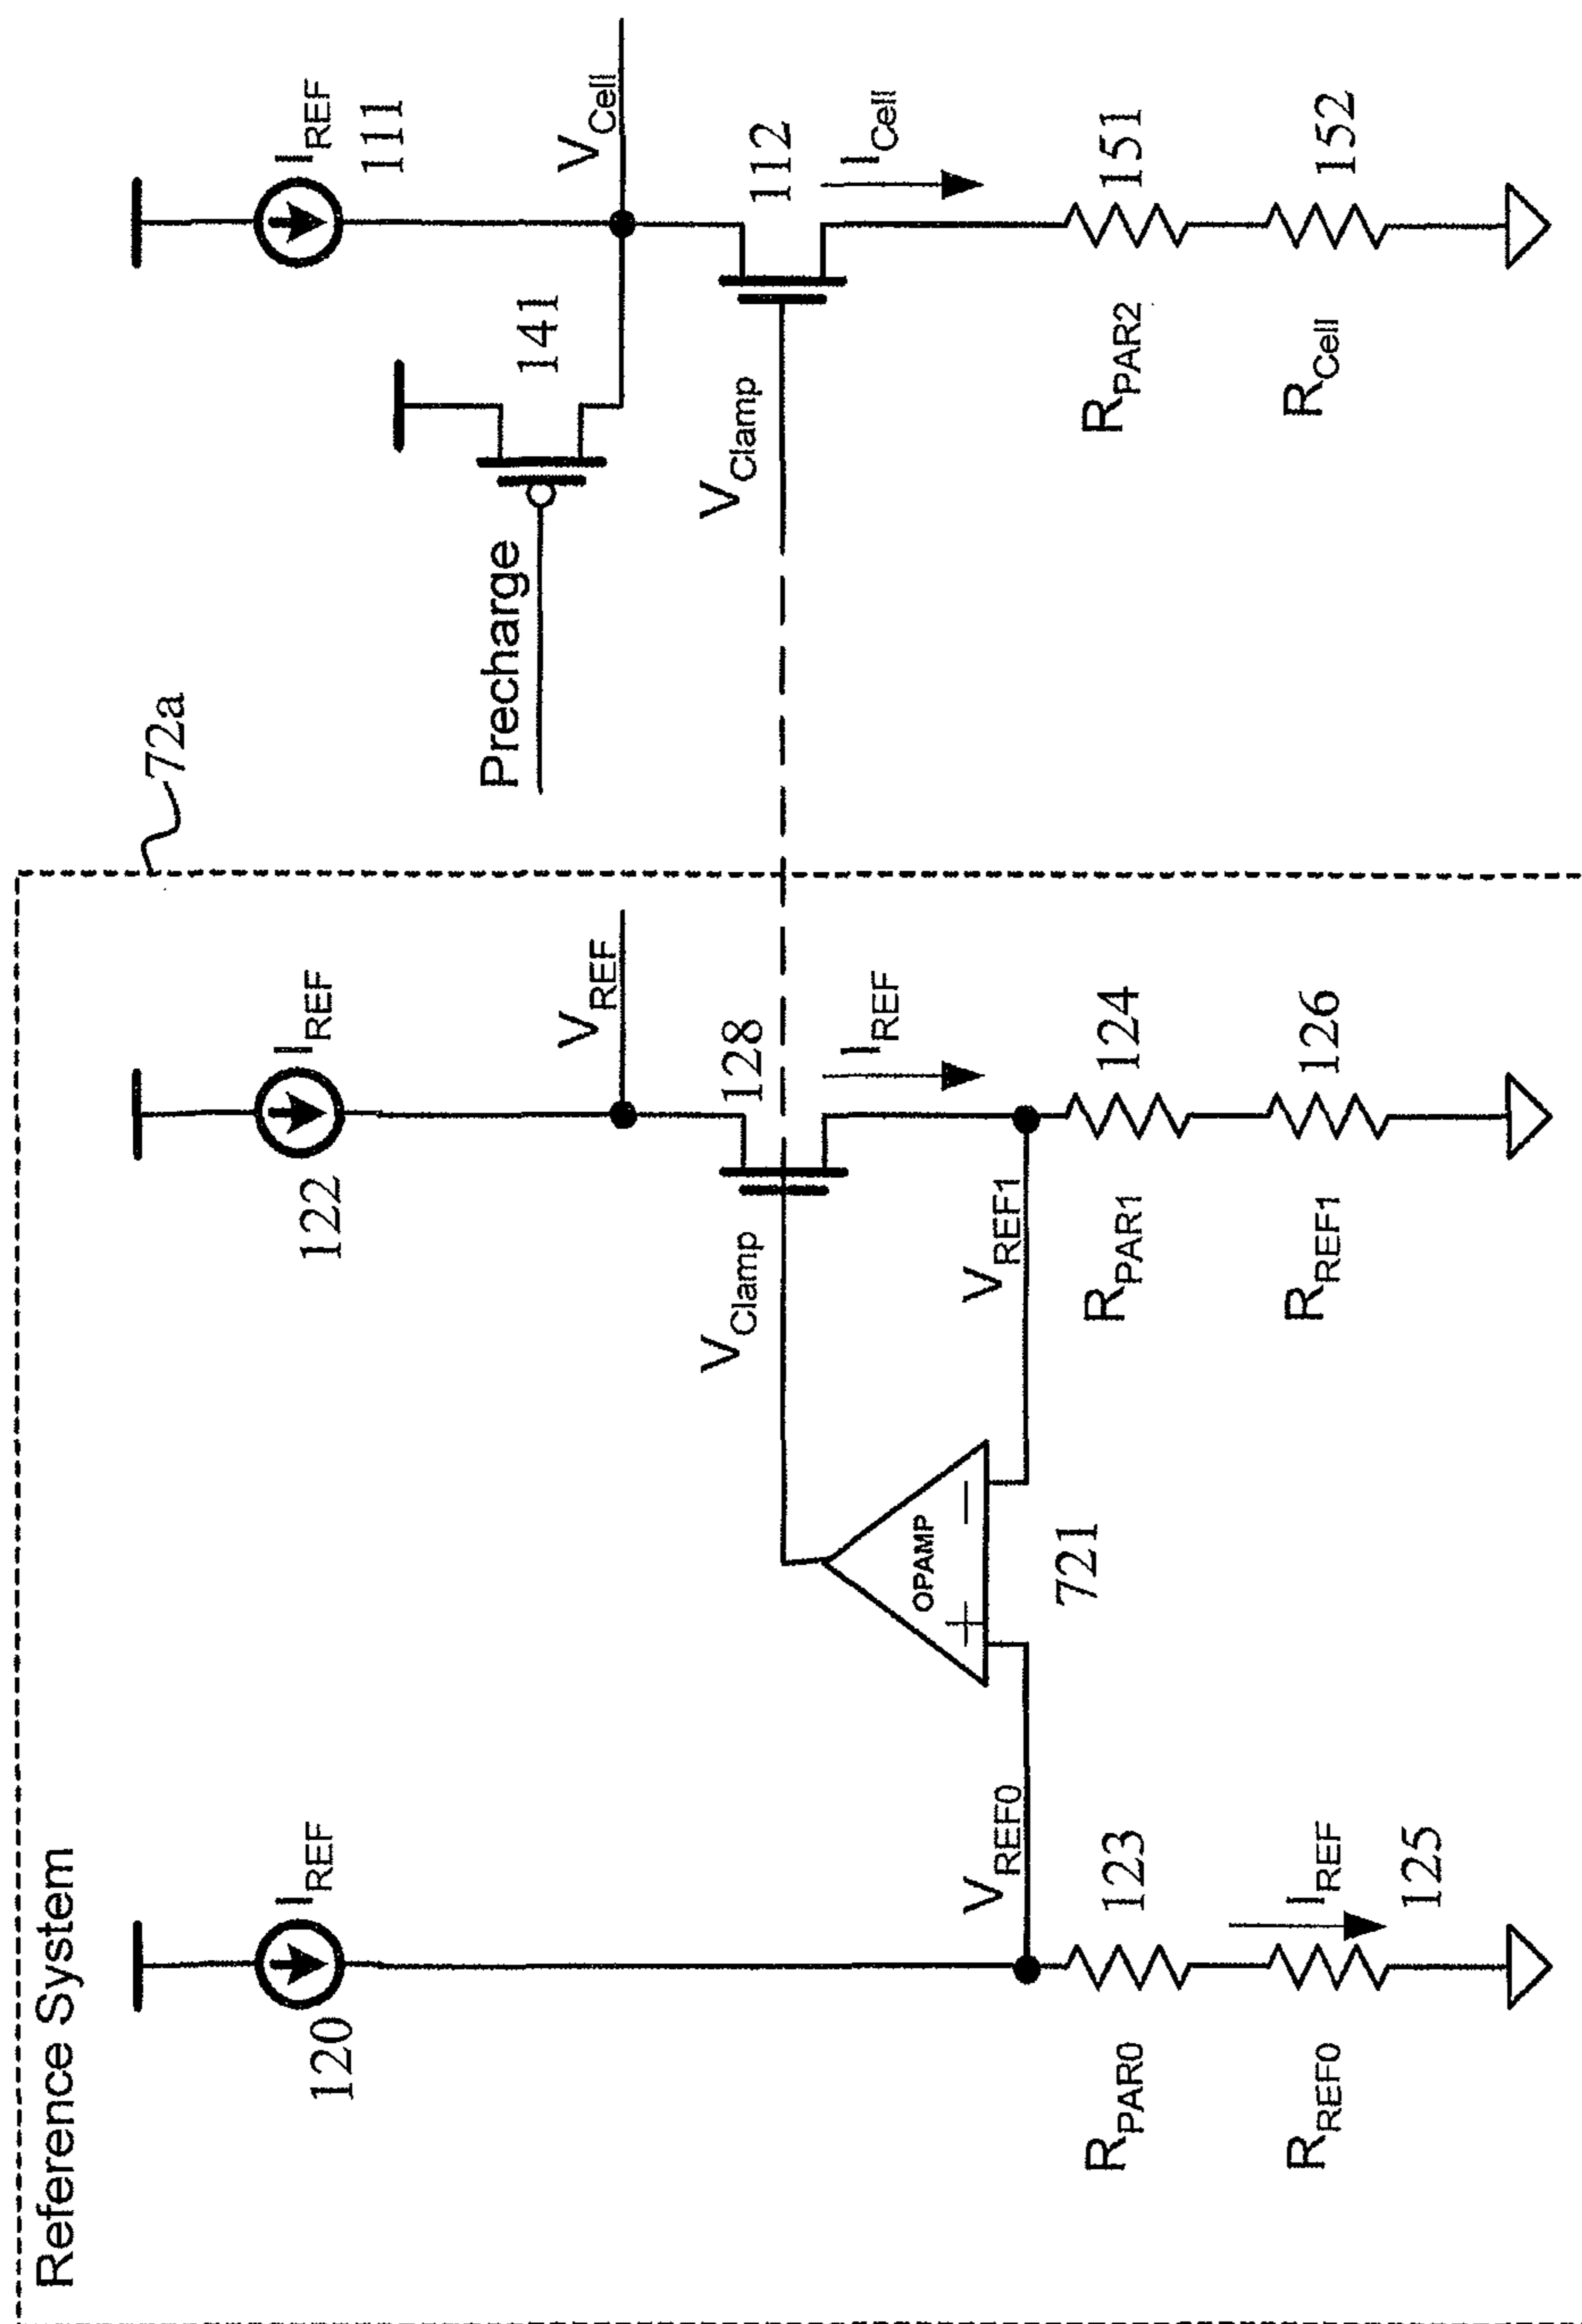 Reference System
72a
I_REF
120
I_REF
122
I_REF
111
Precharge
141
V_REF
V_Cell
V_Clamp
128
V_Clamp
112
I_REF
I_Cell
OPAMP
+
−
721
V_REF0
V_REF1
R_PAR0
123
R_PAR1
124
R_PAR2
151
R_REF0
I_REF
125
R_REF1
126
R_Cell
152